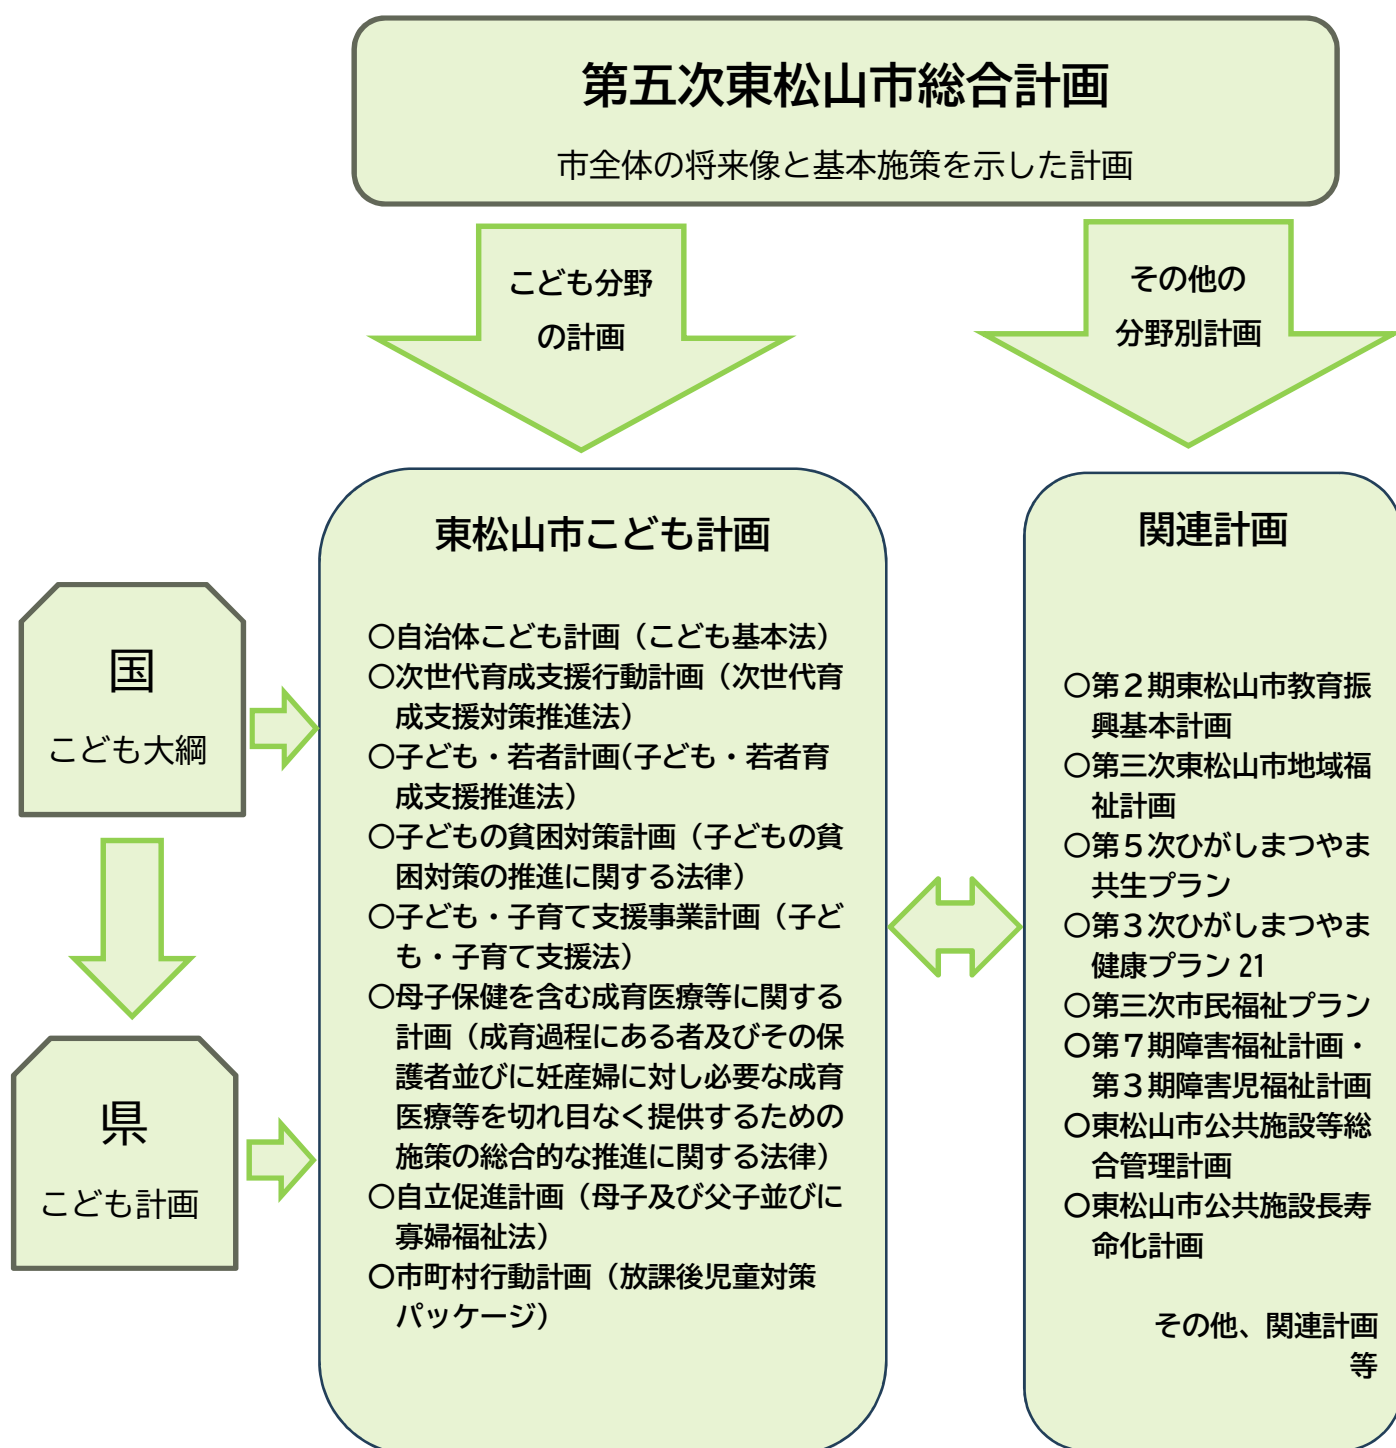 第五次東松山市総合計画
市全体の将来像と基本施策を示した計画
こども分野
の計画
その他の
分野別計画
国
こども大綱
県
こども計画
東松山市こども計画
〇自治体こども計画（こども基本法）
〇次世代育成支援行動計画（次世代育
成支援対策推進法）
〇子ども・若者計画(子ども・若者育
成支援推進法）
〇子どもの貧困対策計画（子どもの貧
困対策の推進に関する法律）
〇子ども・子育て支援事業計画（子ど
も・子育て支援法）
〇母子保健を含む成育医療等に関する
計画（成育過程にある者及びその保
護者並びに妊産婦に対し必要な成育
医療等を切れ目なく提供するための
施策の総合的な推進に関する法律）
〇自立促進計画（母子及び父子並びに
寡婦福祉法）
〇市町村行動計画（放課後児童対策
パッケージ）
関連計画
〇第２期東松山市教育振
興基本計画
〇第三次東松山市地域福
祉計画
〇第５次ひがしまつやま
共生プラン
〇第３次ひがしまつやま
健康プラン 21
〇第三次市民福祉プラン
〇第７期障害福祉計画・
第３期障害児福祉計画
〇東松山市公共施設等総
合管理計画
〇東松山市公共施設長寿
命化計画
その他、関連計画
等